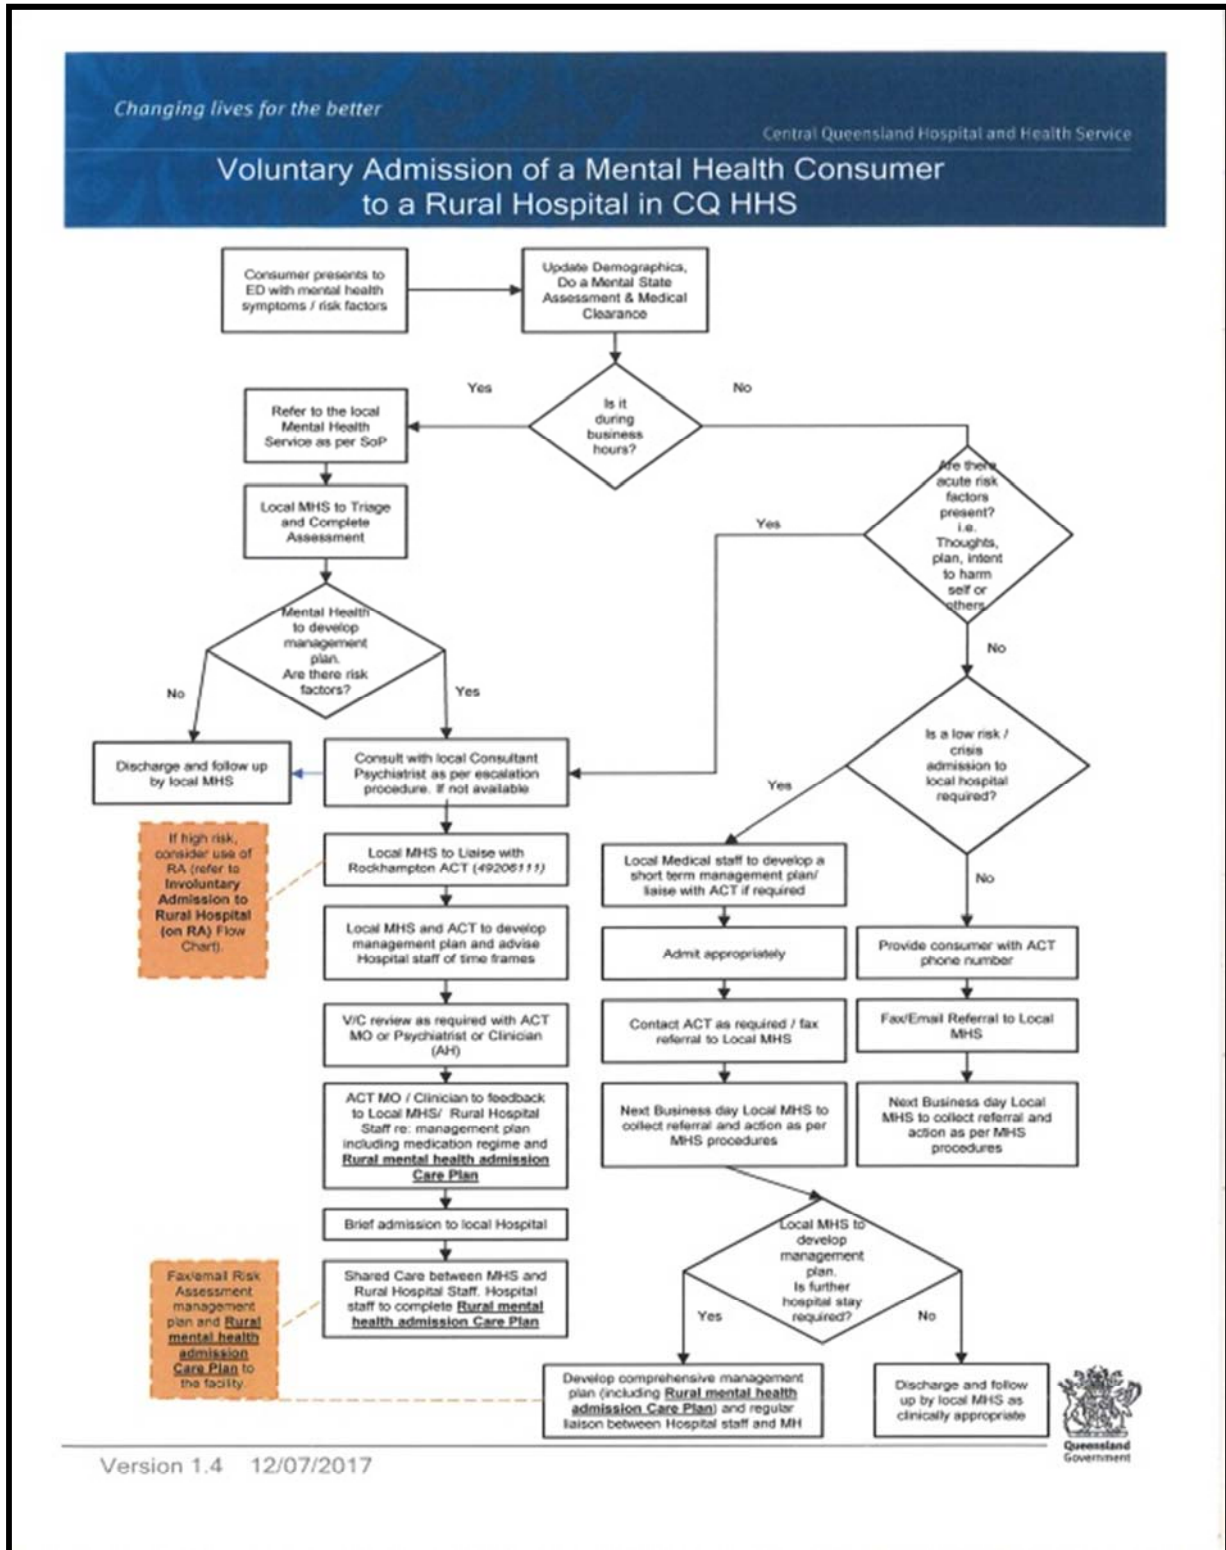 Changing lives for the better
Central Queensland Hospital and Health Service
Voluntary Admission of a Mental Health Consumer
to a Rural Hospital in CQ HHS
Consumer presents to
ED with mental health
symptoms / risk factors
Update Demographics,
Do a Mental State
Assessment & Medical
Clearance
Yes
No
Is it
during
business
hours?
Refer to the local
Mental Health
Service as per SoP
Are there
acute risk
factors
present?
i.e.
Thoughts,
plan, intent
to harm
self or
others
Yes
Local MHS to Triage
and Complete
Assessment
Mental Health
to develop
management
plan.
Are there risk
factors?
No
No
Yes
Is a low risk /
crisis
admission to
local hospital
required?
Discharge and follow up
by local MHS
Consult with local Consultant
Psychiatrist as per escalation
procedure. If not available
Yes
If high risk,
consider use of
RA (refer to
Involuntary
Admission to
Rural Hospital
(on RA) Flow
Chart).
Local MHS to Liaise with
Rockhampton ACT (49206111)
Local Medical staff to develop a
short term management plan/
liaise with ACT if required
No
Local MHS and ACT to develop
management plan and advise
Hospital staff of time frames
Admit appropriately
Provide consumer with ACT
phone number
V/C review as required with ACT
MO or Psychiatrist or Clinician
(AH)
Contact ACT as required / fax
referral to Local MHS
Fax/Email Referral to Local
MHS
ACT MO / Clinician to feedback
to Local MHS/ Rural Hospital
Staff re: management plan
including medication regime and
Rural mental health admission
Care Plan
Next Business day Local MHS to
collect referral and action as per
MHS procedures
Next Business day Local
MHS to collect referral and
action as per MHS
procedures
Brief admission to local Hospital
Local MHS to
develop
management
plan.
Is further
hospital stay
required?
Fax/email Risk
Assessment
management
plan and Rural
mental health
admission
Care Plan to
the facility.
Shared Care between MHS and
Rural Hospital Staff. Hospital
staff to complete Rural mental
health admission Care Plan
Yes
No
Develop comprehensive management
plan (including Rural mental health
admission Care Plan) and regular
liaison between Hospital staff and MH
Discharge and follow
up by local MHS as
clinically appropriate
Queensland
Government
Version 1.4 12/07/2017